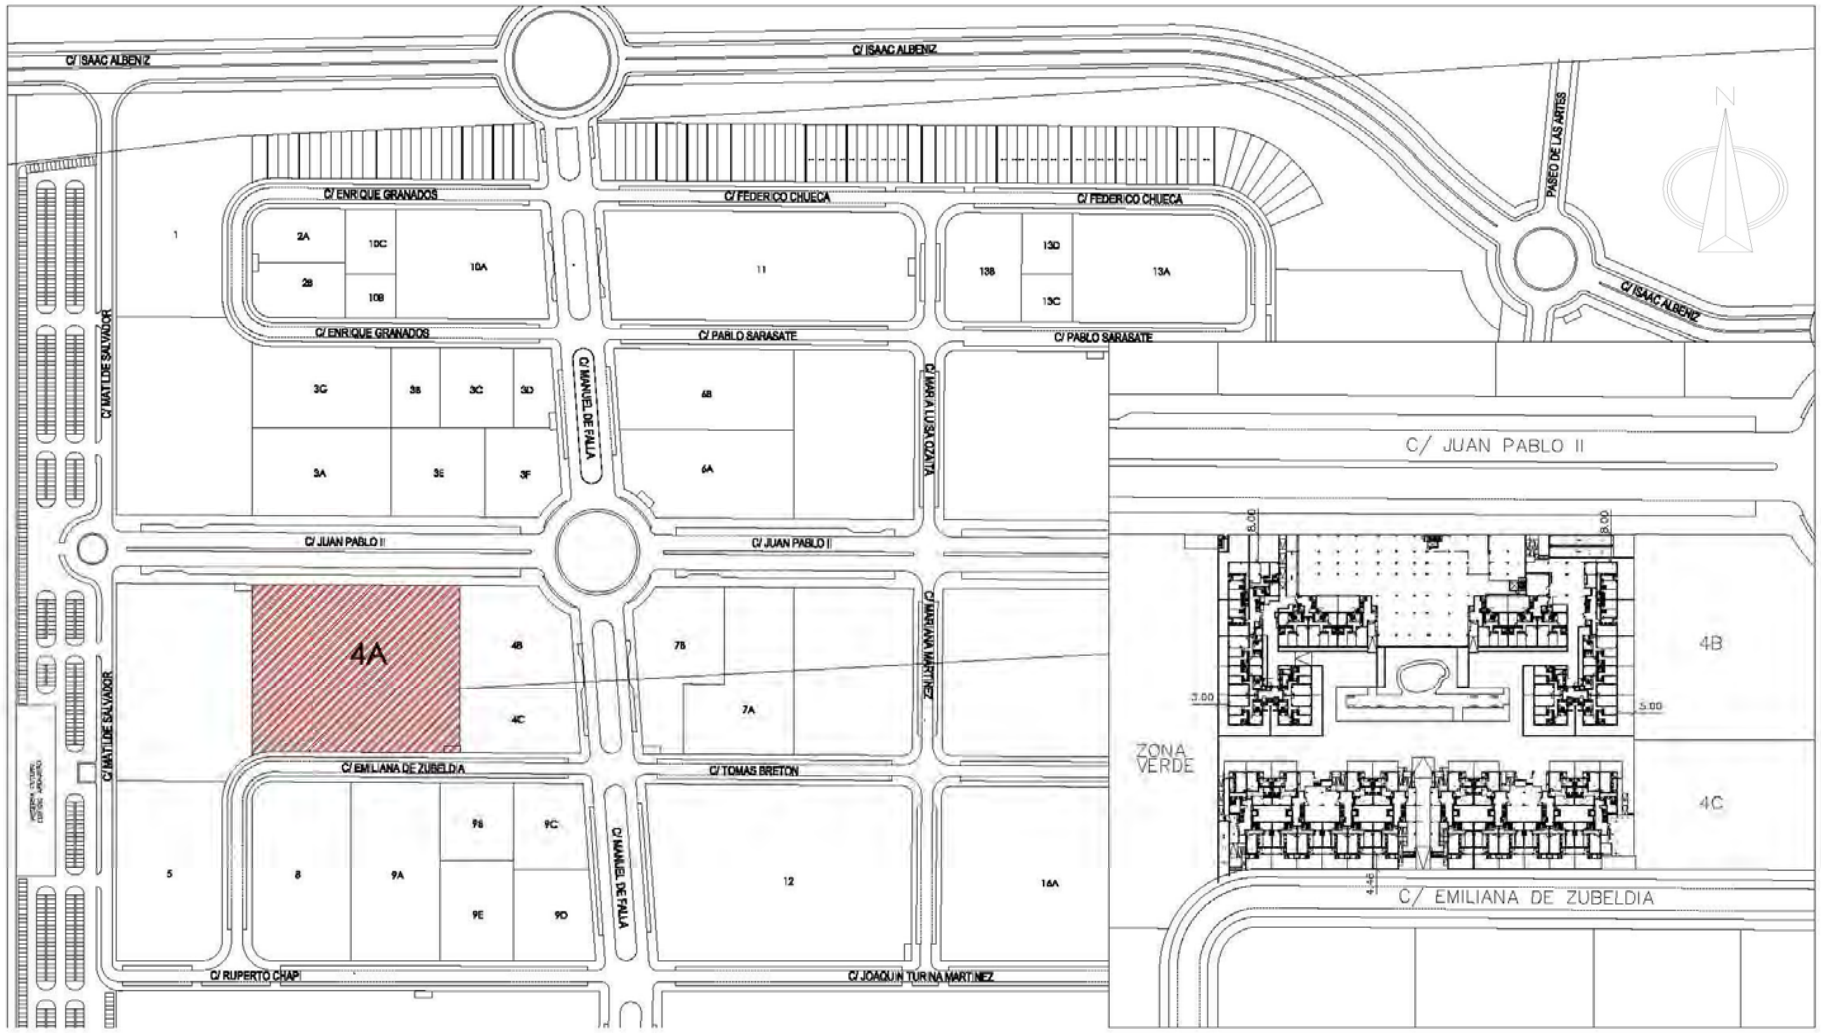 C/ ISAAC ALBENIZ
C/ ISAAC ALBENIZ
N
PASEO DE LAS ARTES
C/ ENRIQUE GRANADOS
C/ FEDERICO CHUECA
C/ FEDERICO CHUECA
1
2A
10C
10A
11
13B
13D
13A
2B
10B
13C
C/ ISAAC ALBENIZ
C/ ENRIQUE GRANADOS
C/ PABLO SARASATE
C/ PABLO SARASATE
C/ MATILDE SALVADOR
C/ MANUEL DE FALLA
C/ MARIA LUISA OZAITA
3G
3B
3C
3D
6B
3A
3E
3F
6A
C/ JUAN PABLO II
C/ JUAN PABLO II
C/ JUAN PABLO II
8.00
8.00
4A
4B
7B
C/ MARIANA MARTINEZ
4B
4C
7A
3.00
5.00
C/ MATILDE SALVADOR
ZONA
VERDE
C/ EMILIANA DE ZUBELDIA
C/ TOMAS BRETON
4C
9B
9C
C/ MANUEL DE FALLA
5
8
9A
12
16A
4.46
C/ EMILIANA DE ZUBELDIA
9E
9D
C/ RUPERTO CHAPI
C/ JOAQUIN TURINA MARTINEZ